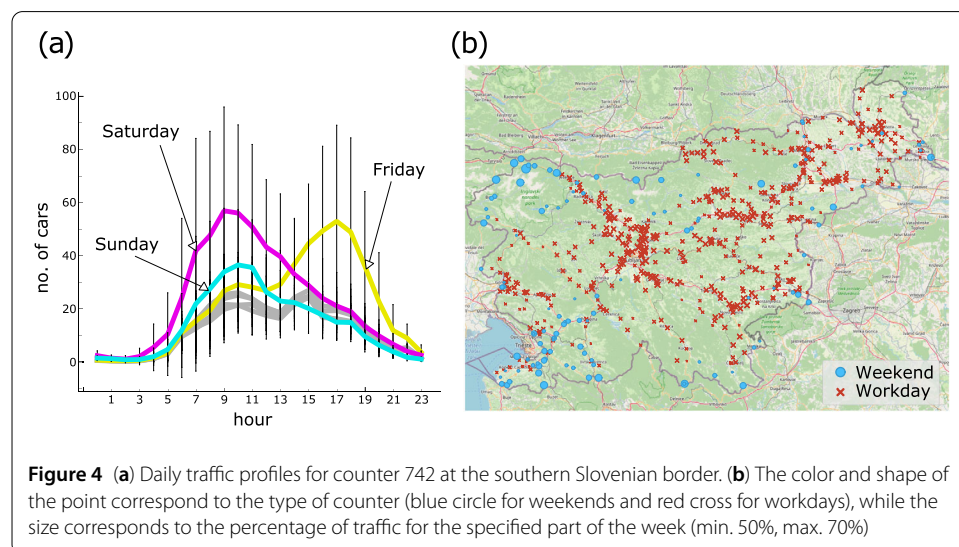 (a)
(b)
100
80
60
40
20
0
no. of cars
Saturday
Sunday
Friday
1 3 5 7 9 11 13 15 17 19 21 23
hour
Zagreb
Weekend
Workday
Figure 4 (a) Daily traffic profiles for counter 742 at the southern Slovenian border. (b) The color and shape of
the point correspond to the type of counter (blue circle for weekends and red cross for workdays), while the
size corresponds to the percentage of traffic for the specified part of the week (min. 50%, max. 70%)